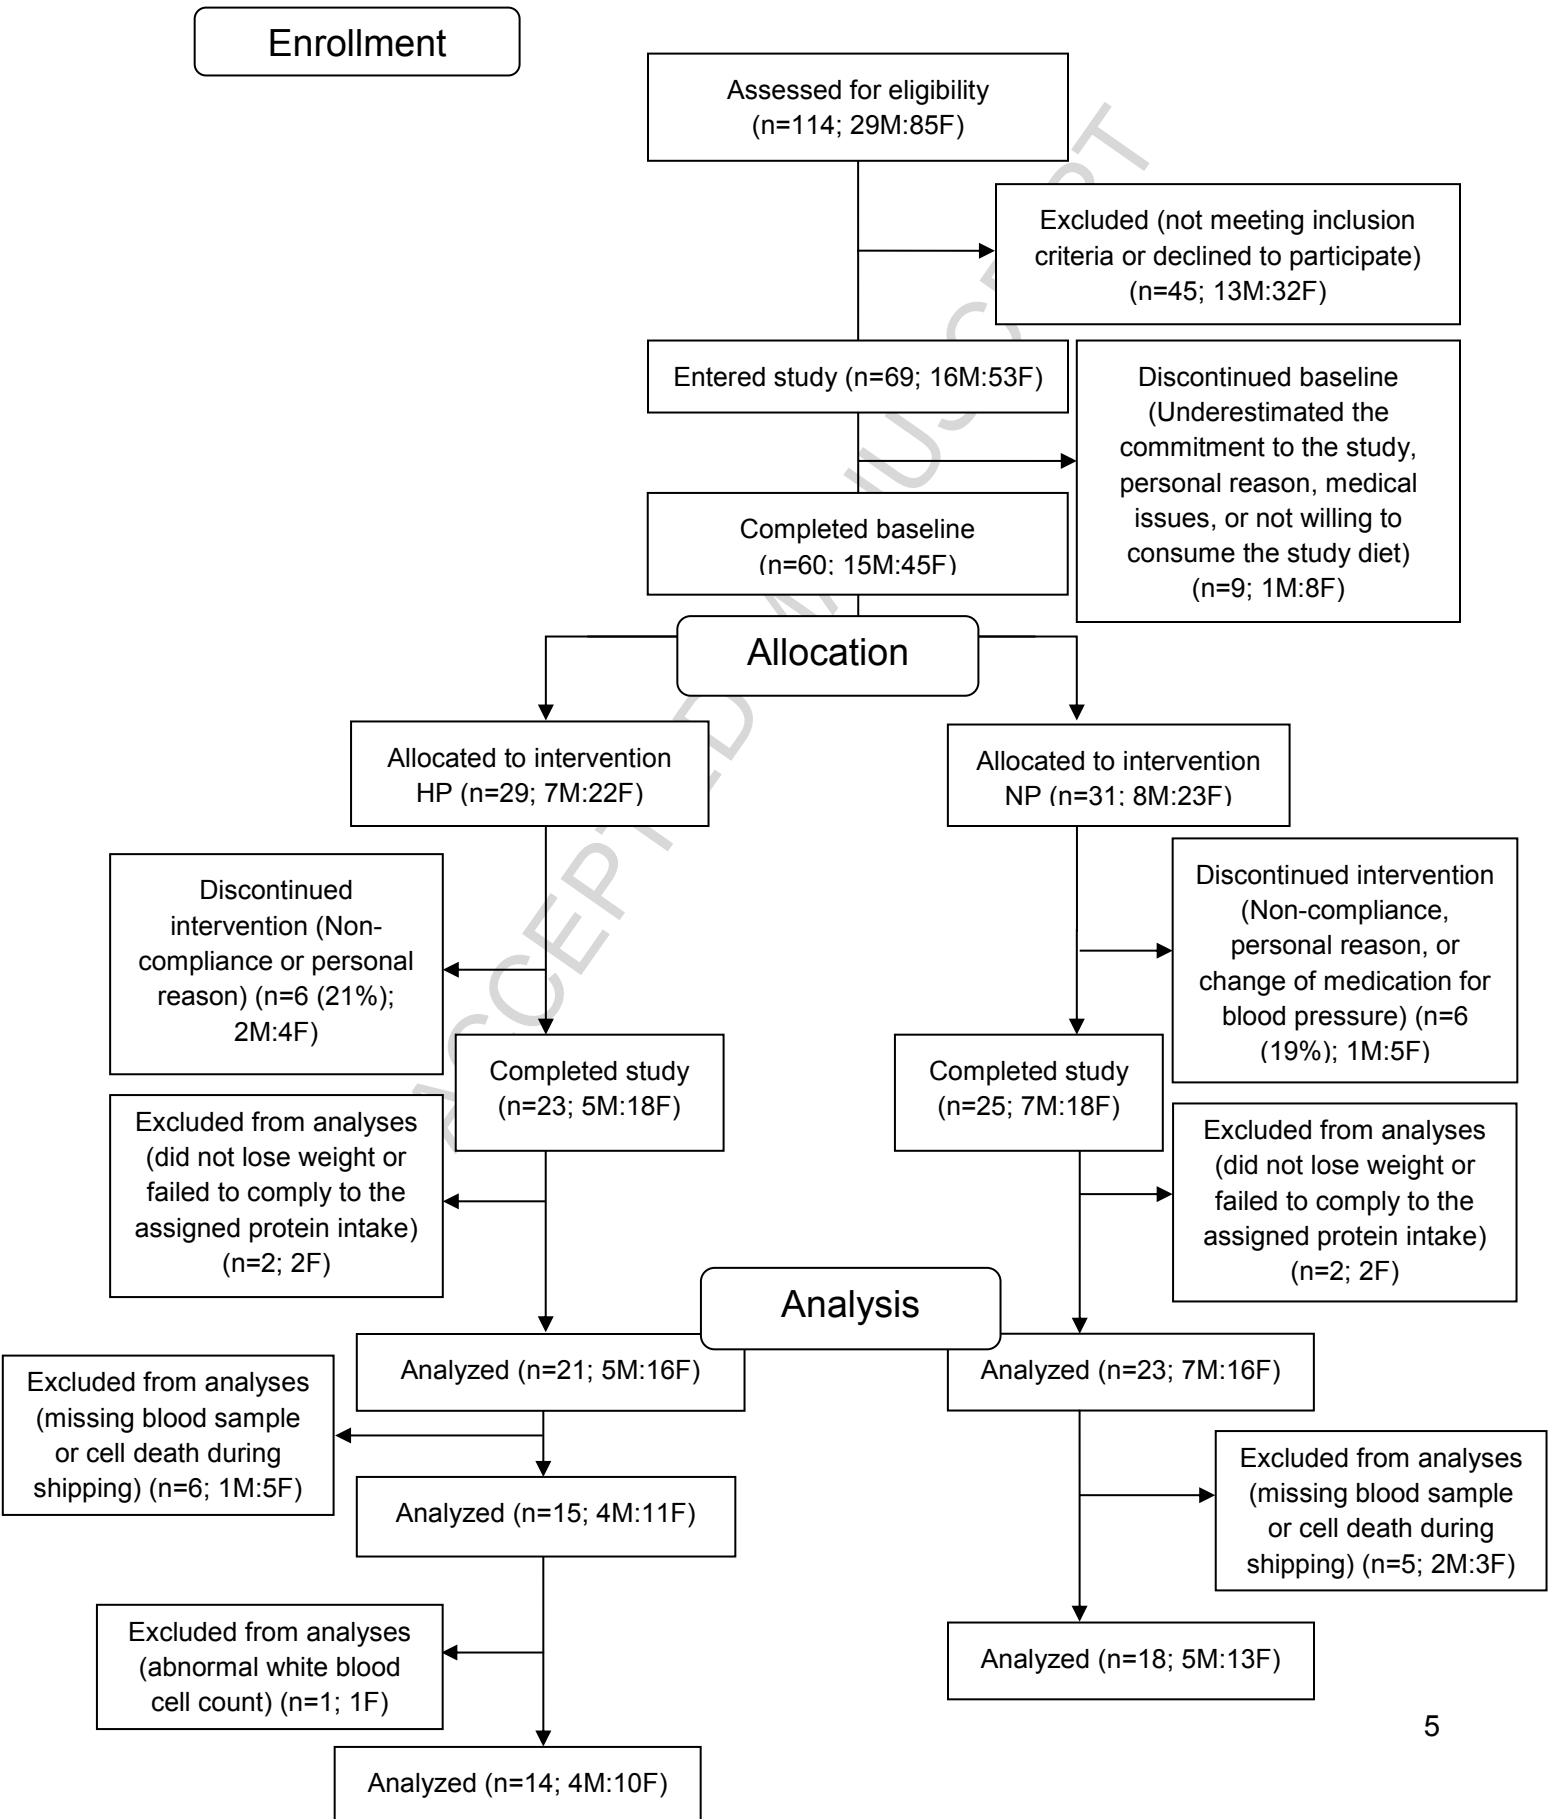 Enrollment
Assessed for eligibility
(n=114; 29M:85F)
Excluded (not meeting inclusion
criteria or declined to participate)
(n=45; 13M:32F)
Entered study (n=69; 16M:53F)
Discontinued baseline
(Underestimated the
commitment to the study,
personal reason, medical
issues, or not willing to
consume the study diet)
(n=9; 1M:8F)
Completed baseline
(n=60; 15M:45F)
Allocation
Allocated to intervention
HP (n=29; 7M:22F)
Allocated to intervention
NP (n=31; 8M:23F)
Discontinued
intervention (Non-
compliance or personal
reason) (n=6 (21%);
2M:4F)
Discontinued intervention
(Non-compliance,
personal reason, or
change of medication for
blood pressure) (n=6
(19%); 1M:5F)
Completed study
(n=23; 5M:18F)
Completed study
(n=25; 7M:18F)
Excluded from analyses
(did not lose weight or
failed to comply to the
assigned protein intake)
(n=2; 2F)
Excluded from analyses
(did not lose weight or
failed to comply to the
assigned protein intake)
(n=2; 2F)
Analysis
Analyzed (n=21; 5M:16F)
Analyzed (n=23; 7M:16F)
Excluded from analyses
(missing blood sample
or cell death during
shipping) (n=6; 1M:5F)
Excluded from analyses
(missing blood sample
or cell death during
shipping) (n=5; 2M:3F)
Analyzed (n=15; 4M:11F)
Excluded from analyses
(abnormal white blood
cell count) (n=1; 1F)
Analyzed (n=18; 5M:13F)
Analyzed (n=14; 4M:10F)
5
ACCEPTED MANUSCRIPT